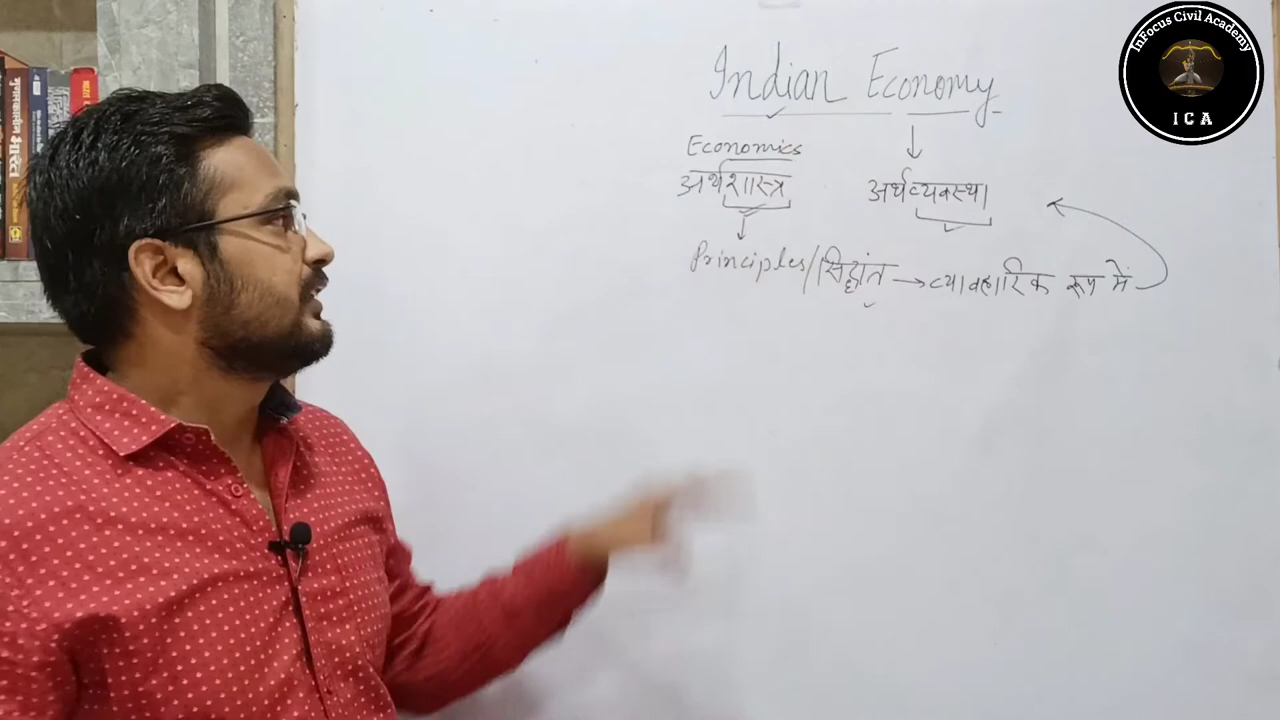 InFocus Civil Academy
ICA
Indian Economy
Economics
अर्थशास्त्र
अर्थव्यवस्था
Principles/सिद्धांत → व्यावहारिक रूप में